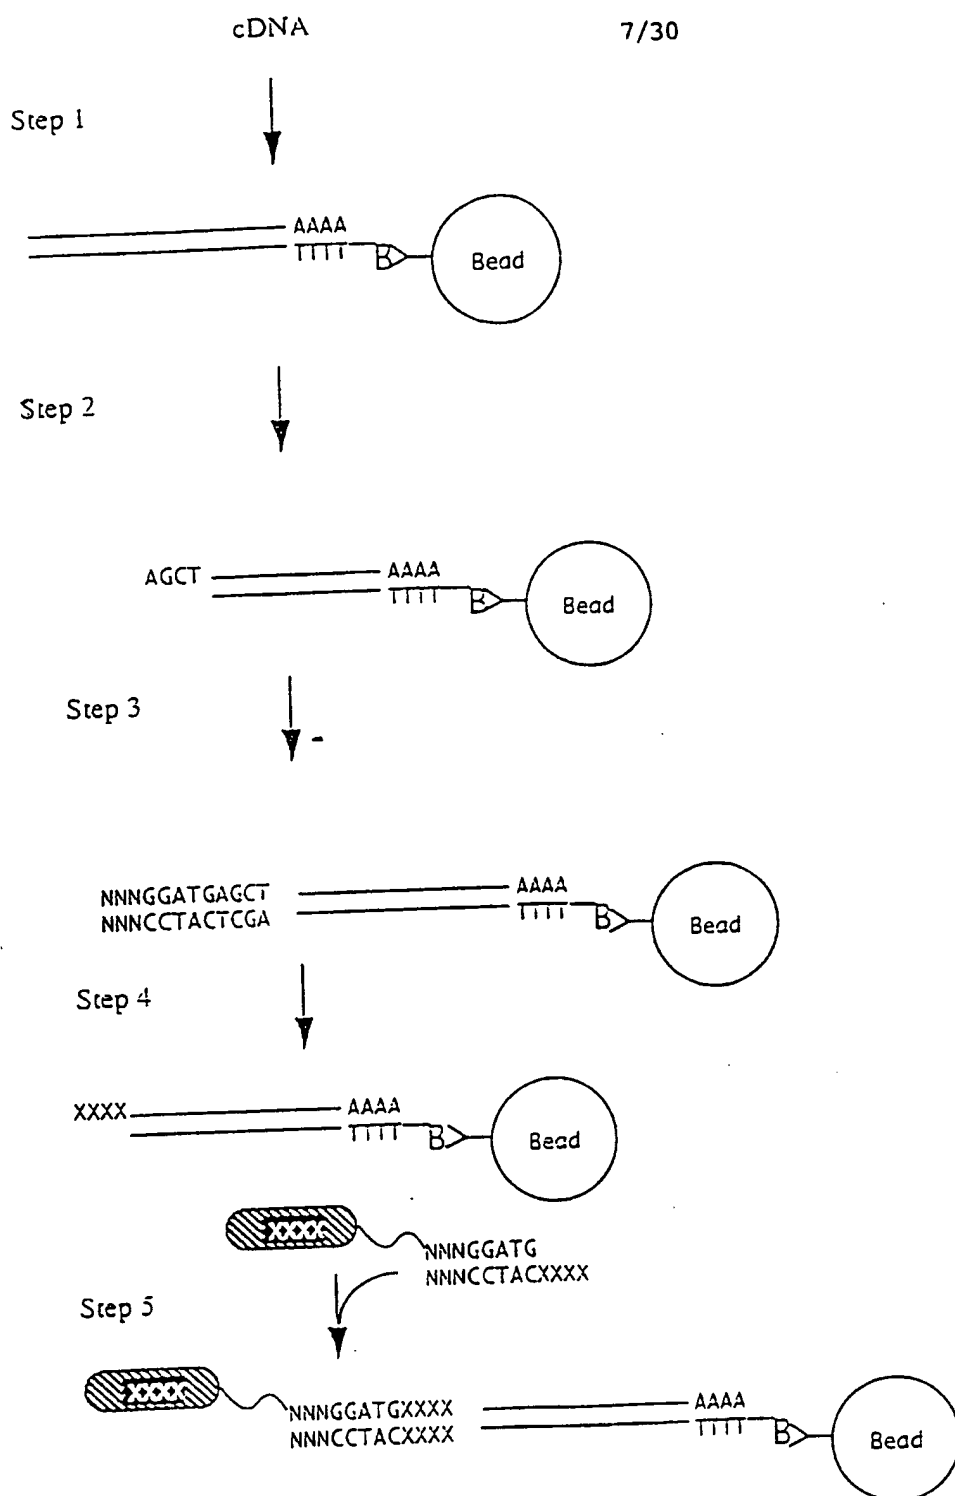 cDNA 7/30
Step 1
AAAA
TTTT B Bead
Step 2
AGCT AAAA
TTTT B Bead
Step 3
NNNGGATGAGCT AAAA
NNNCCTACTCGA TTTT B Bead
Step 4
XXXX AAAA
TTTT B Bead
XXXX
NNNGGATG
NNNCCTACXXXX
Step 5
XXXX
NNNGGATGXXXX AAAA
NNNCCTACXXXX TTTT B Bead